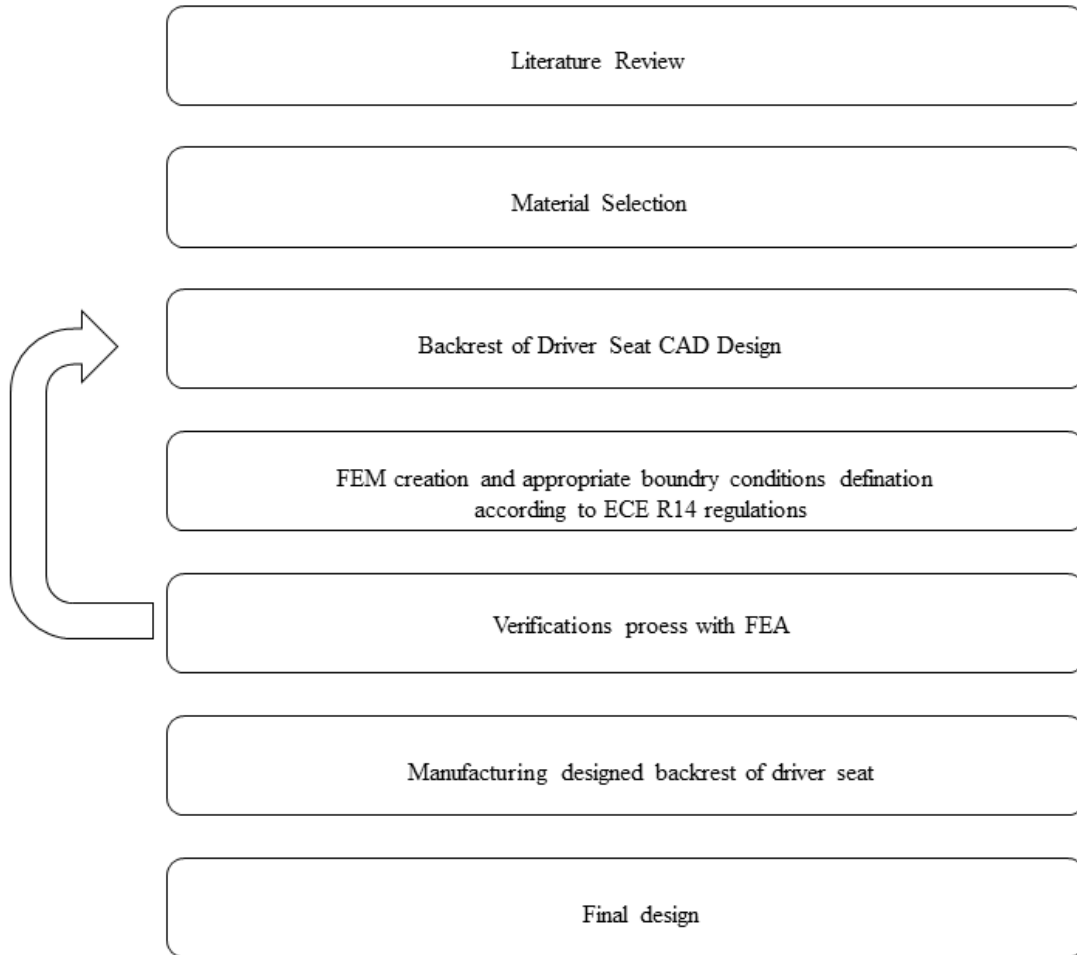 Literature Review
Material Selection
Backrest of Driver Seat CAD Design
FEM creation and appropriate boundry conditions defination
according to ECE R14 regulations
Verifications proess with FEA
Manufacturing designed backrest of driver seat
Final design